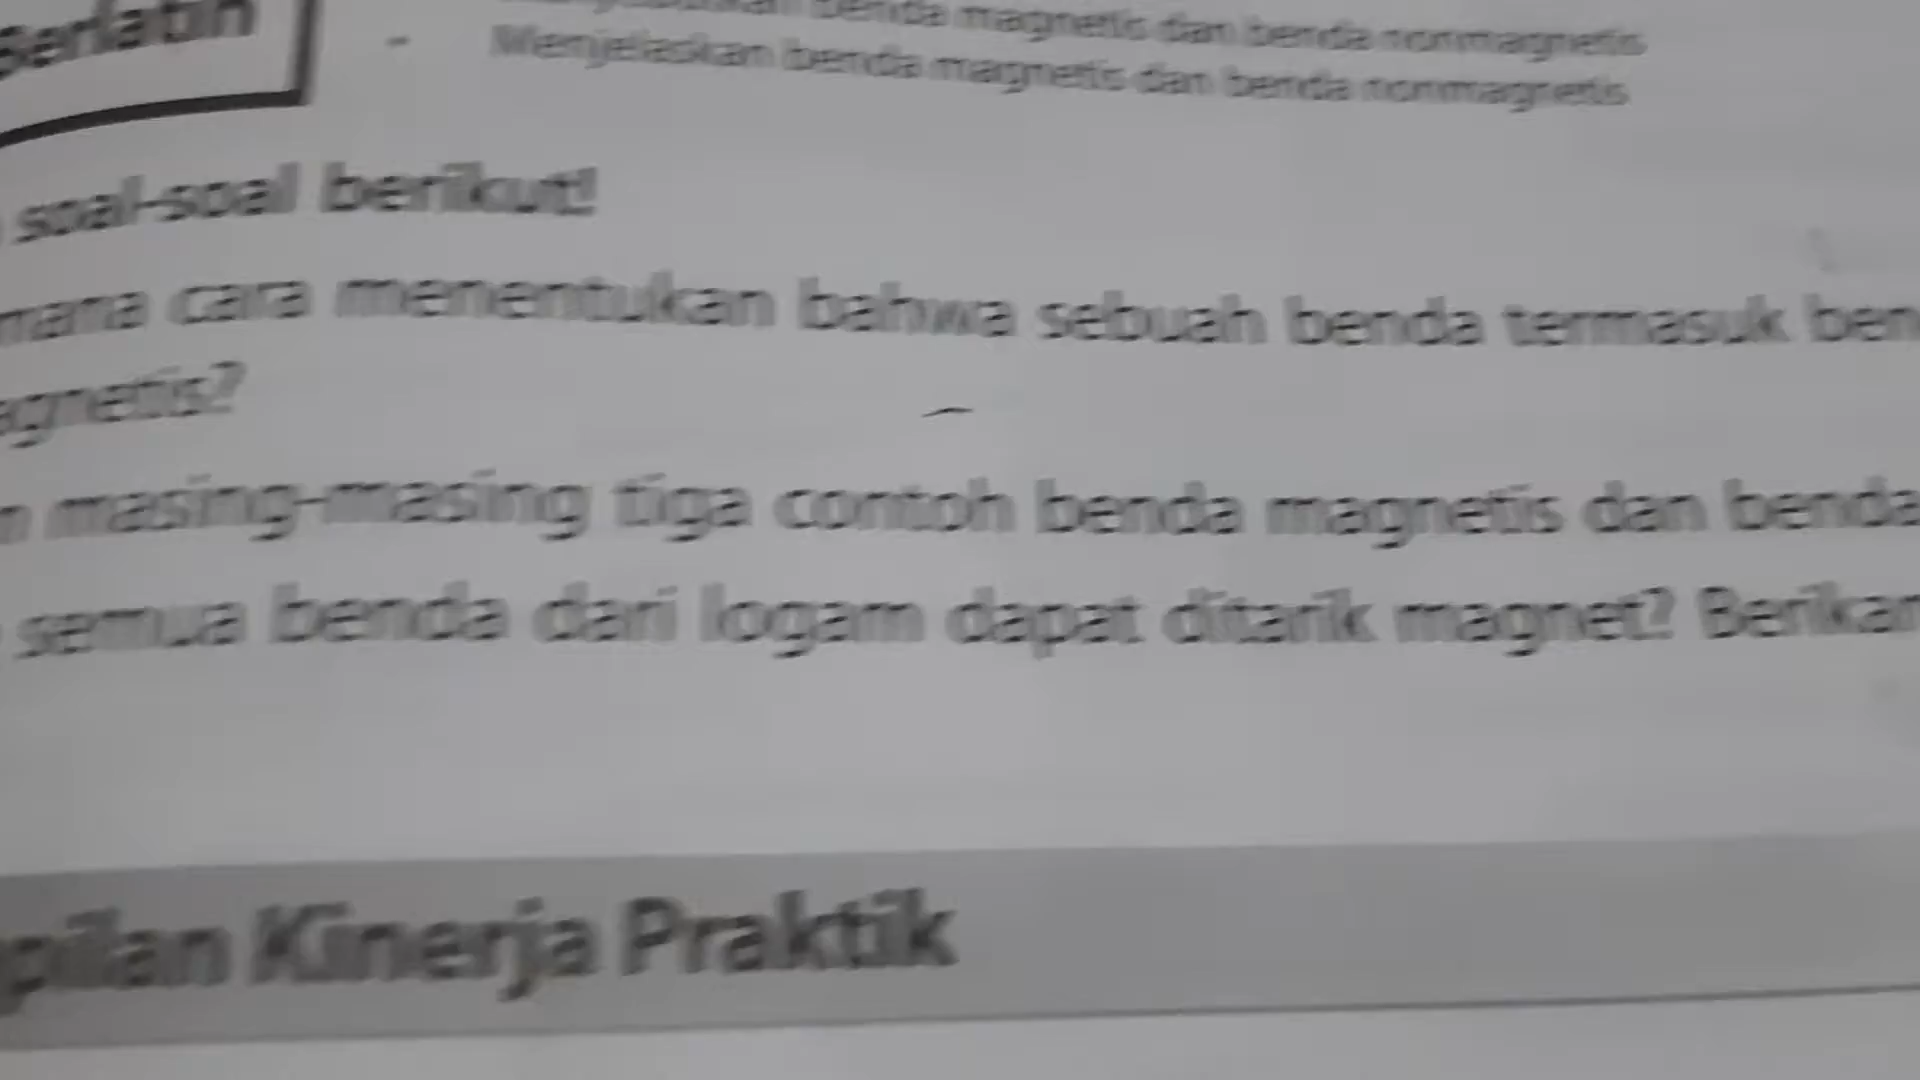 Berlatih
benda magnetis dan benda nonmagnetis
- Menjelaskan benda magnetis dan benda nonmagnetis
soal-soal berikut!
mana cara menentukan bahwa sebuah benda termasuk ben
agnetis?
n masing-masing tiga contoh benda magnetis dan benda
semua benda dari logam dapat ditarik magnet? Berikan
pilan Kinerja Praktik